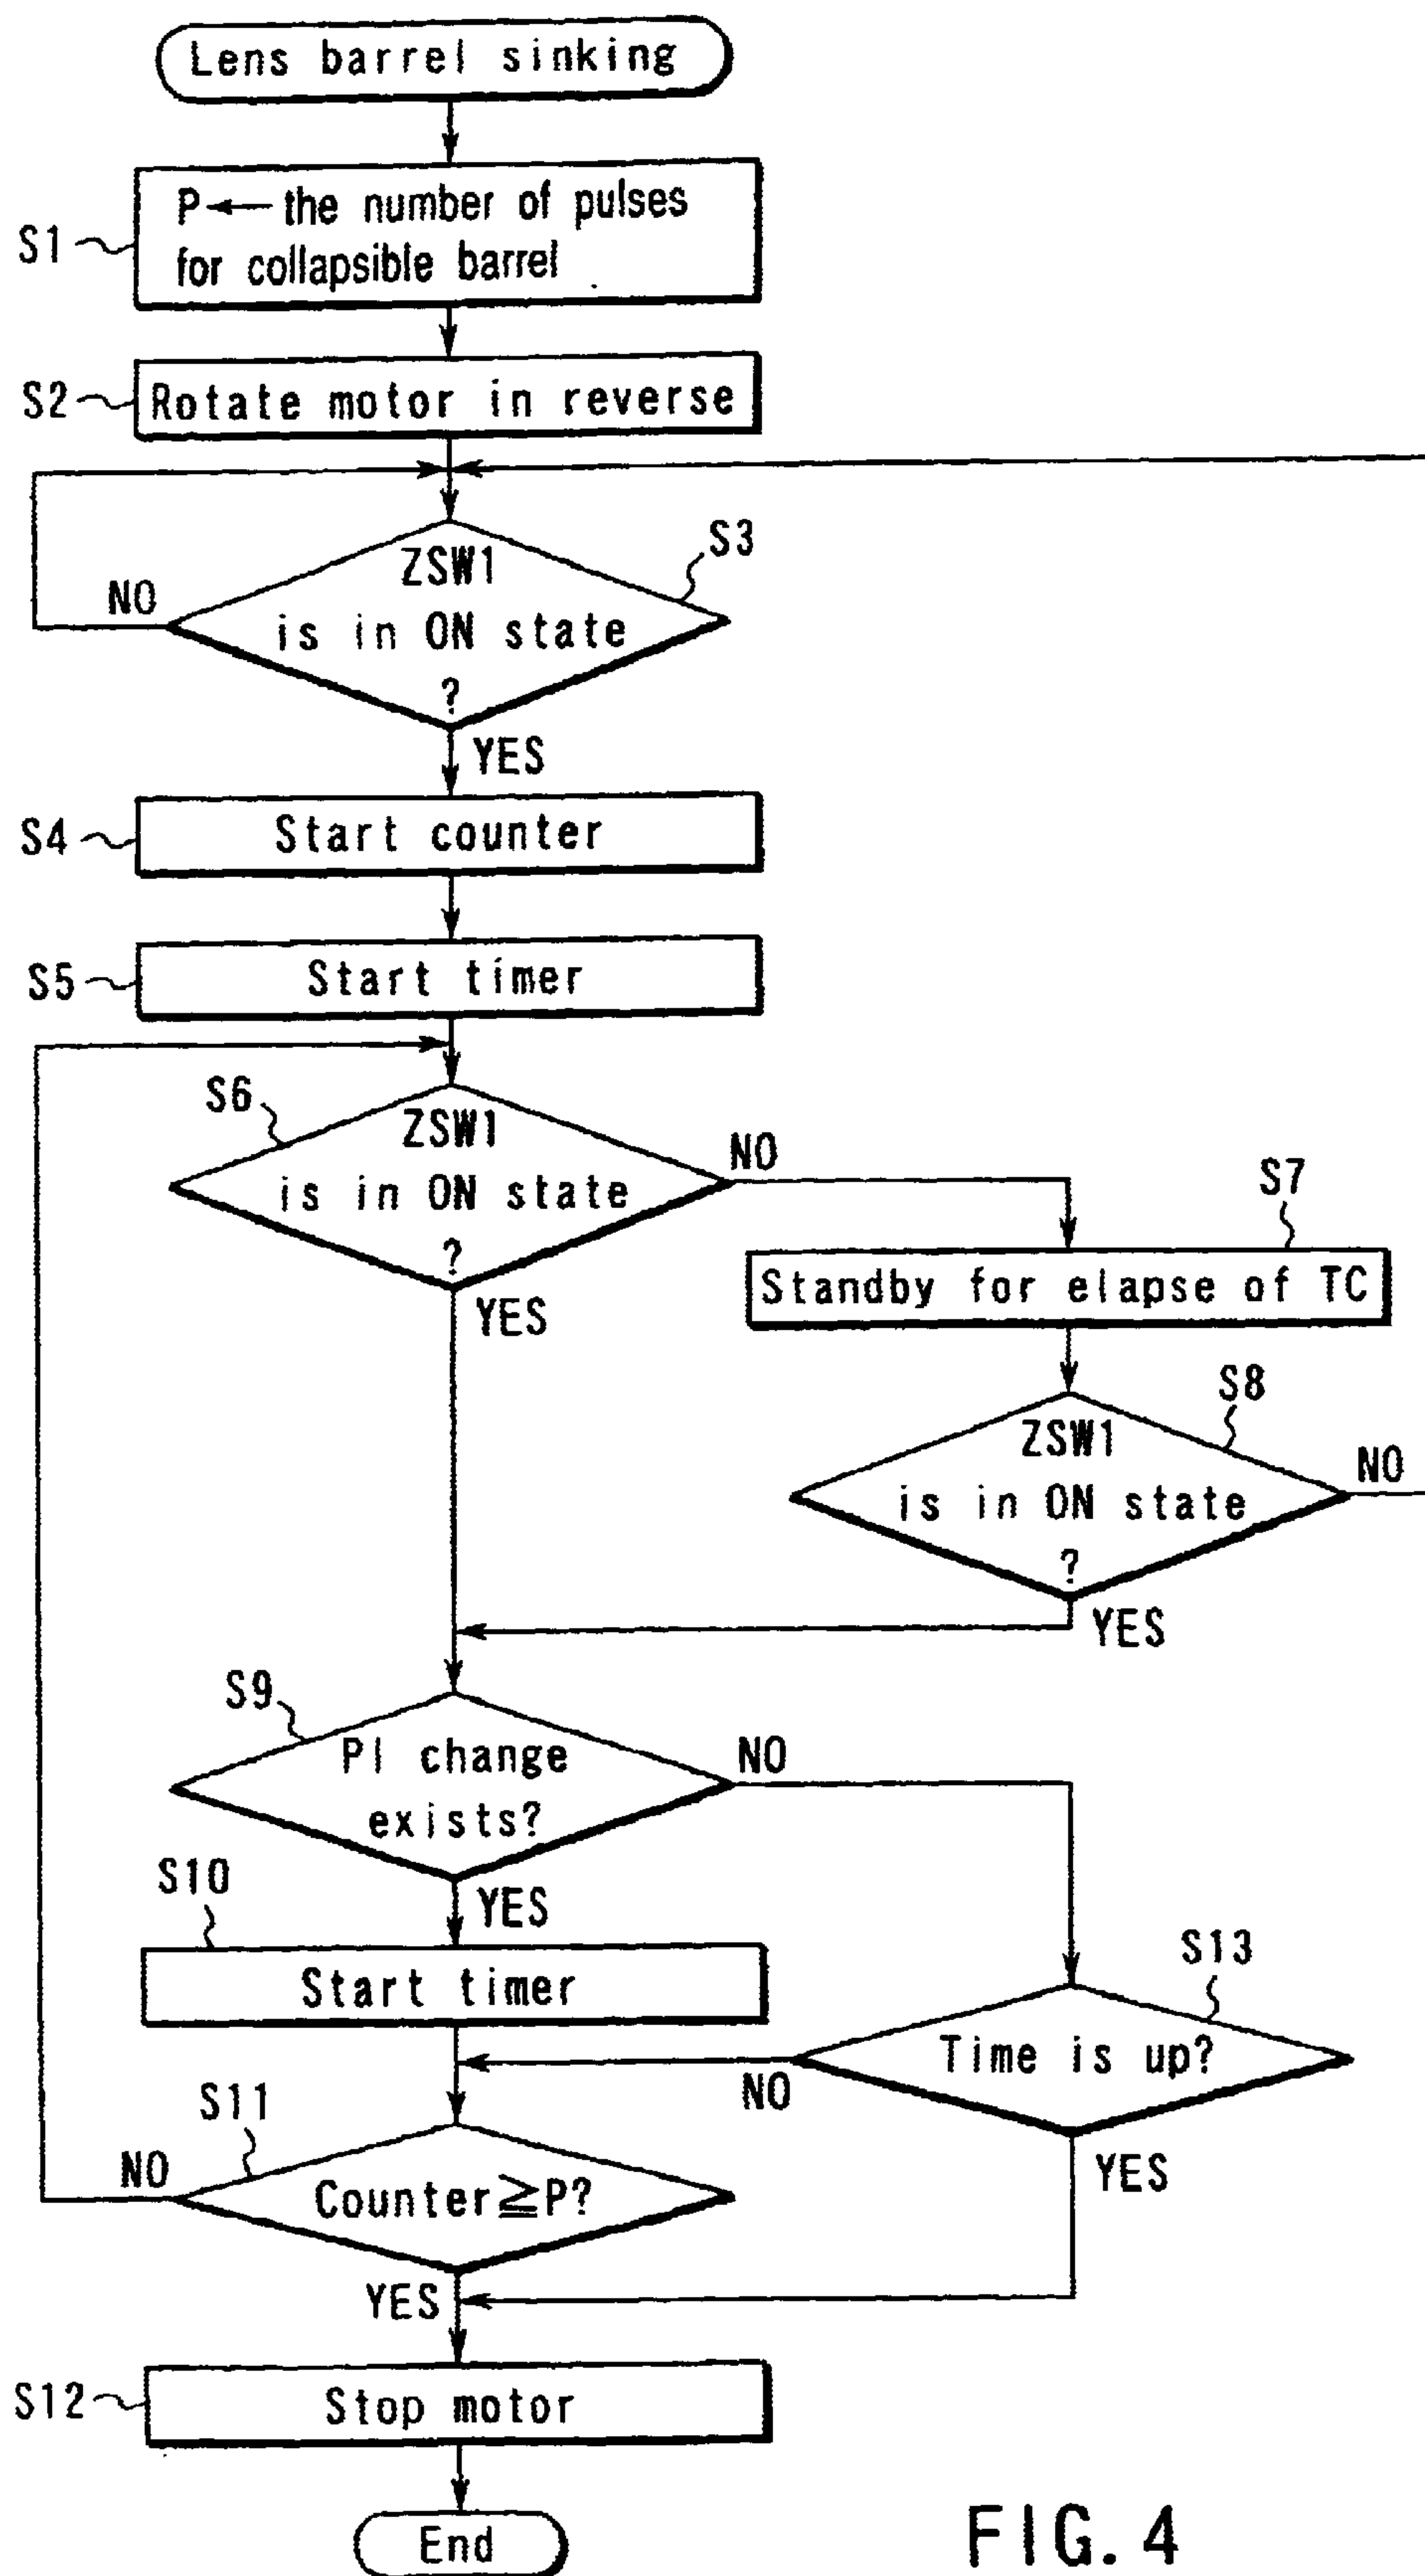 Lens barrel sinking
P← the number of pulses
for collapsible barrel
S1
S2
Rotate motor in reverse
S3
ZSW1
is in ON state
?
NO
YES
S4
Start counter
S5
Start timer
S6
ZSW1
is in ON state
?
NO
YES
S7
Standby for elapse of TC
S8
ZSW1
is in ON state
?
NO
YES
S9
PI change
exists?
NO
YES
S10
Start timer
S13
Time is up?
NO
YES
S11
Counter≧P?
NO
YES
S12
Stop motor
End
FIG. 4